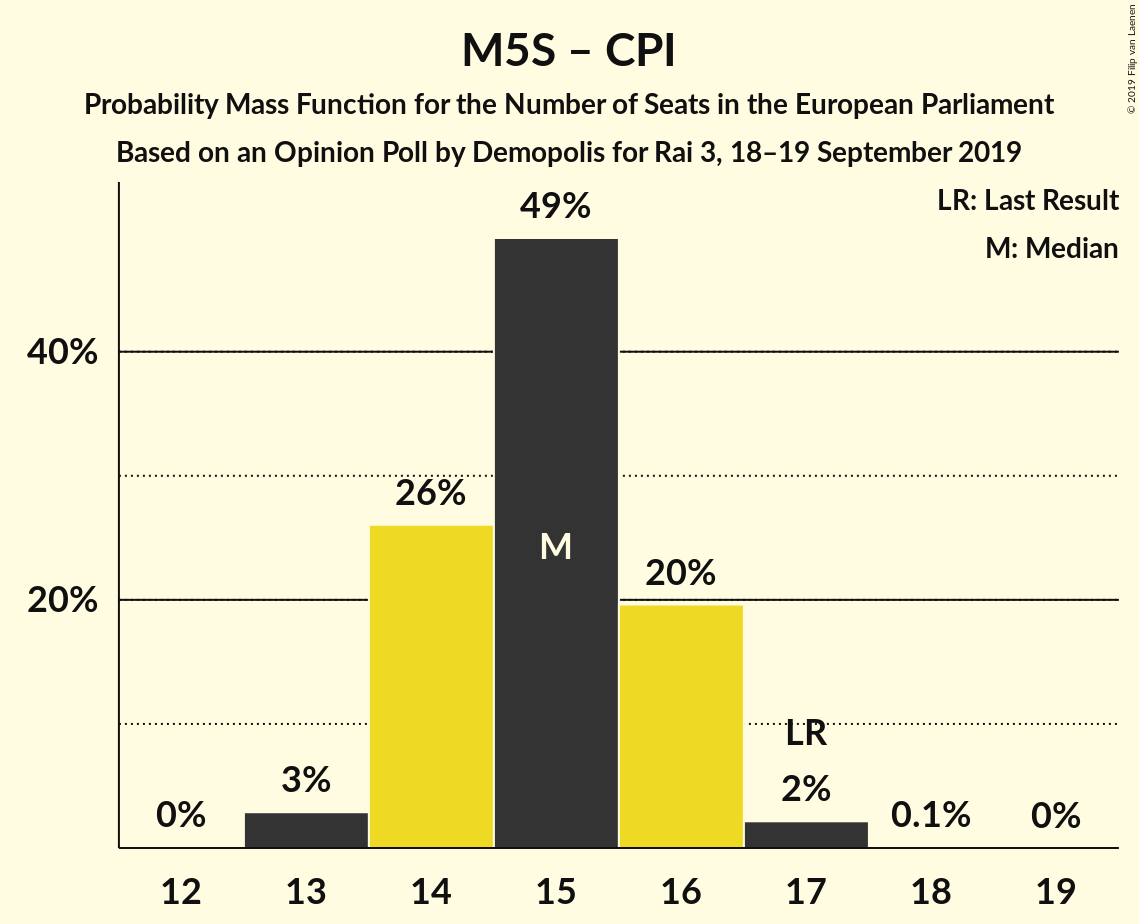 M5S – CPI
Probability Mass Function for the Number of Seats in the European Parliament
Based on an Opinion Poll by Demopolis for Rai 3, 18–19 September 2019
© 2019 Filip van Laenen
LR: Last Result
M: Median
49%
40%
26%
M
20%
20%
LR
3%
2%
0%
0.1%
0%
12 13 14 15 16 17 18 19